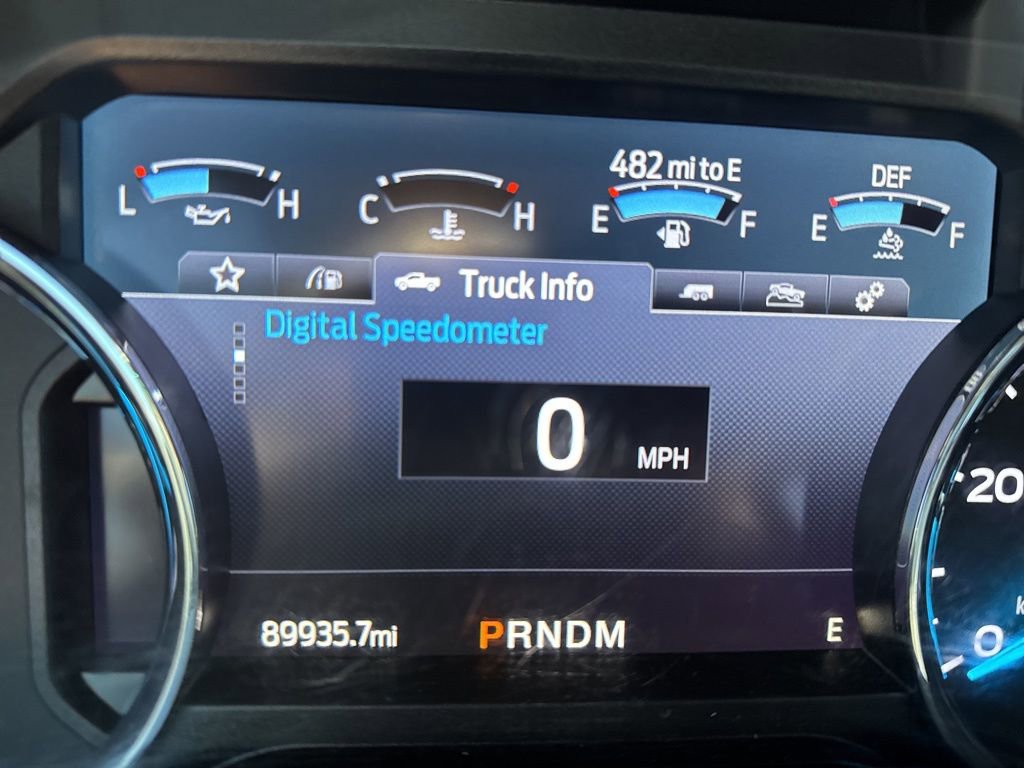 482 mi to E
DEF
L H
C H
E F
E F
Truck Info
Digital Speedometer
0 MPH
20
0
89935.7mi
PRNDM
E